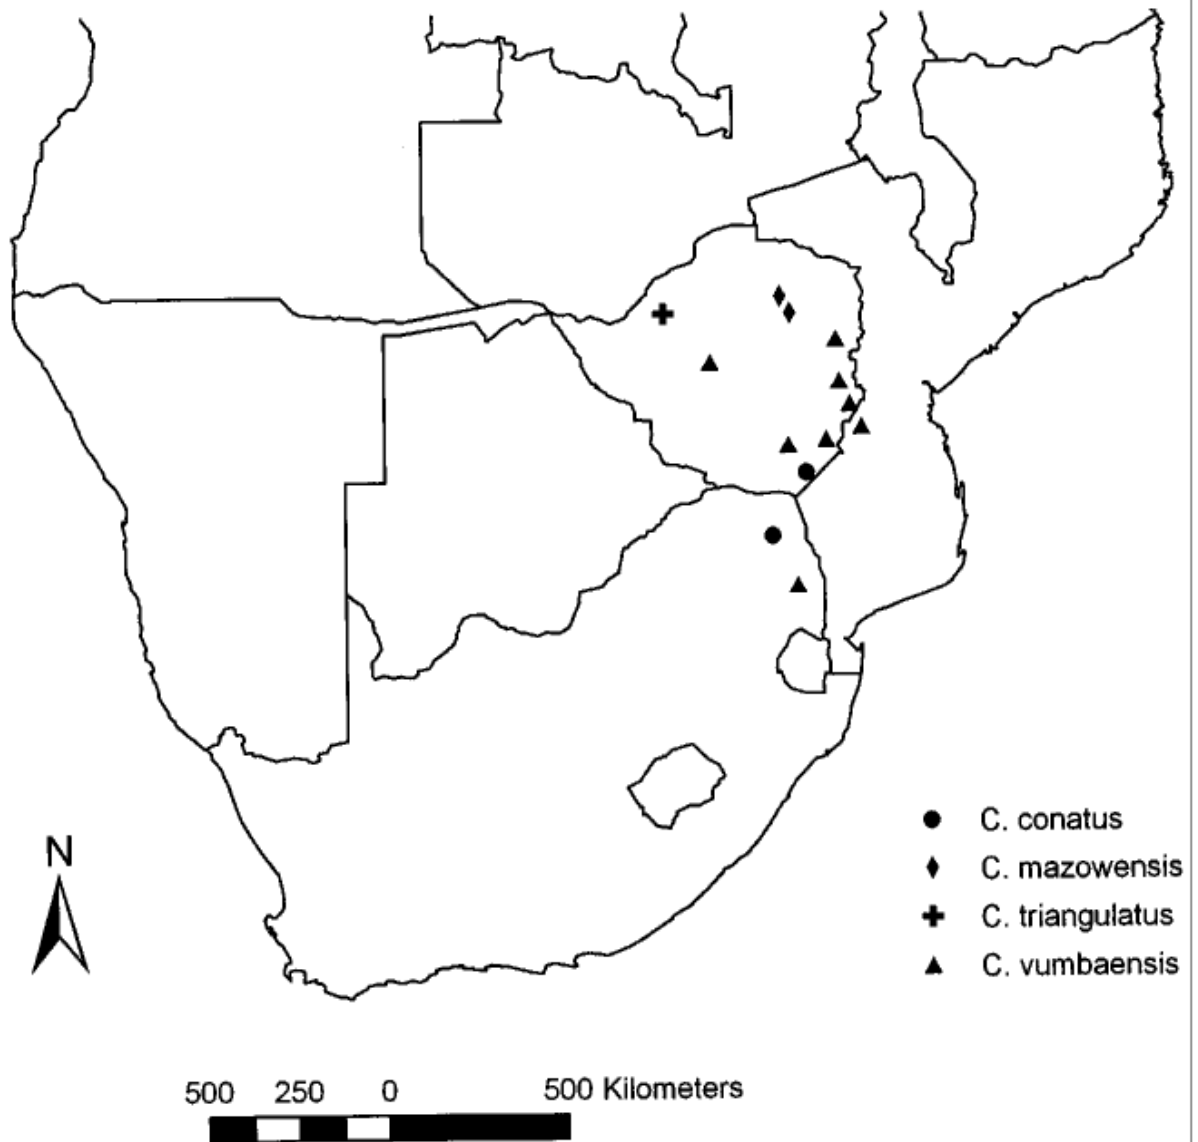 N
C. conatus
C. mazowensis
C. triangulatus
C. vumbaensis
500 250 0 500 Kilometers